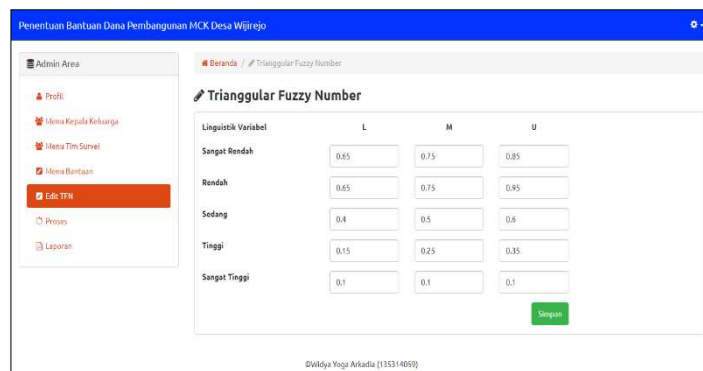 Penentuan Bantuan Dana Pembangunan MCK Desa Wijirejo
Admin Area
Profil
Menu Kepala Keluarga
Menu Tim Survei
Menu Bantuan
Edit TFN
Proses
Laporan
Beranda / Trianggular Fuzzy Number
Trianggular Fuzzy Number
Linguistik Variabel L M U
Sangat Rendah 0.65 0.75 0.85
Rendah 0.65 0.75 0.95
Sedang 0.4 0.5 0.6
Tinggi 0.15 0.25 0.35
Sangat Tinggi 0.1 0.1 0.1
Simpan
©Widya Yoga Arkadia (135314059)